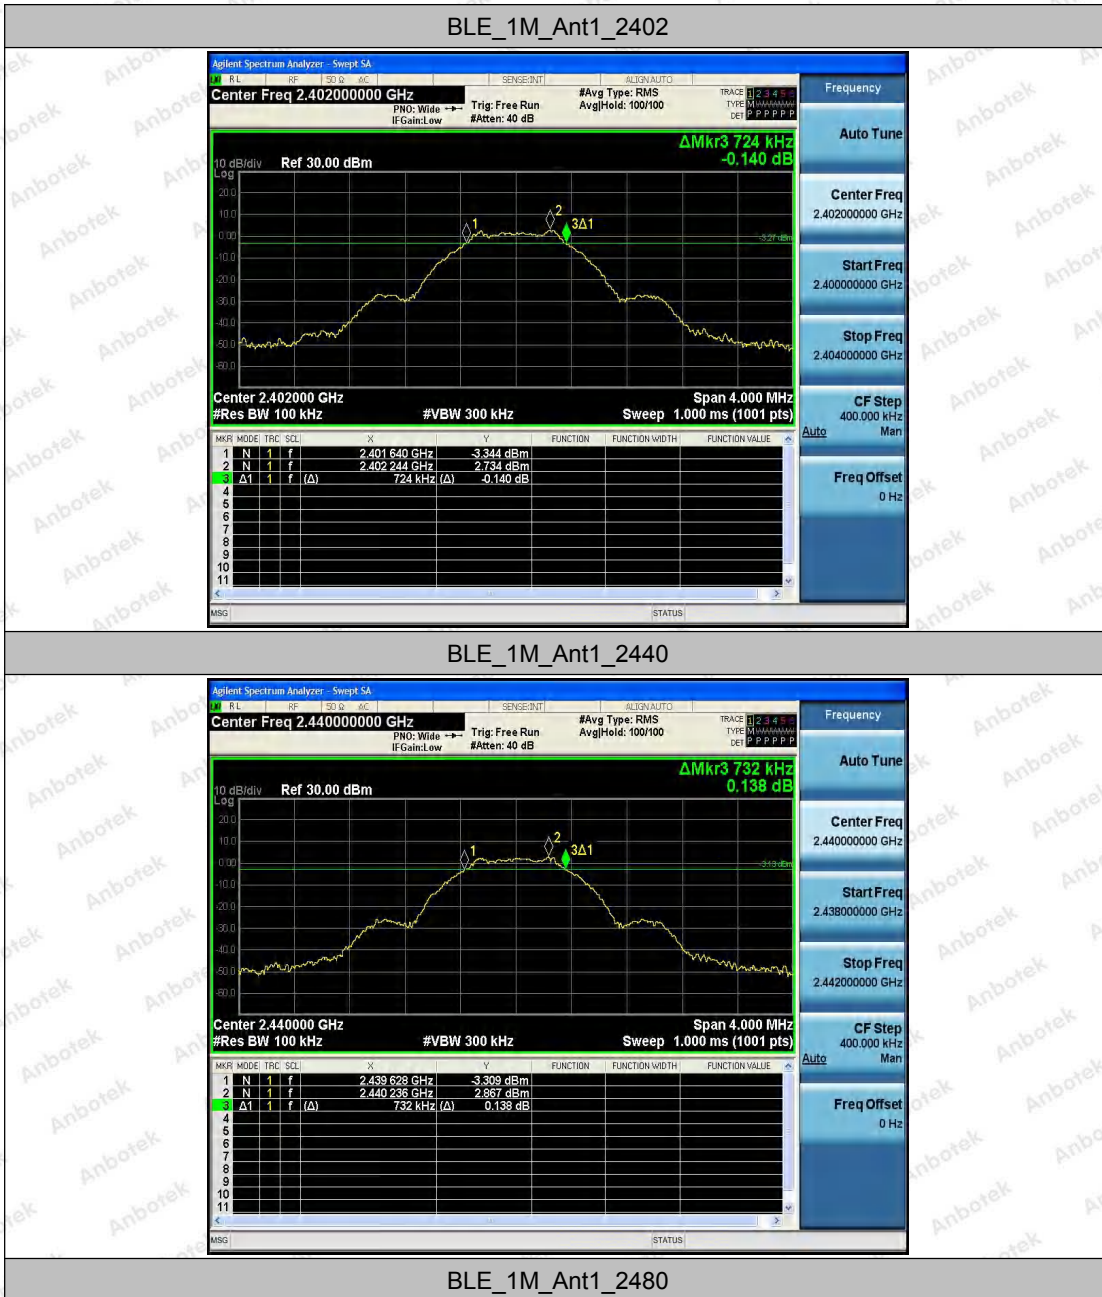 BLE_1M_Ant1_2402
Agilent Spectrum Analyzer - Swept SA
RL RF 50 Ω AC SENSE:INT ALIGNAUTO
Center Freq 2.402000000 GHz
PNO: Wide
IFGain:Low
Trig: Free Run
#Atten: 40 dB
#Avg Type: RMS
Avg|Hold: 100/100
TRACE 1 2 3 4 5 6
TYPE M
DET P P P P P P
ΔMkr3 724 kHz
-0.140 dB
10 dB/div Ref 30.00 dBm
Log
20.0
10.0
0.00
-10.0
-20.0
-30.0
-40.0
-50.0
-60.0
1
2
3Δ1
-3.27 dBm
Center 2.402000 GHz Span 4.000 MHz
#Res BW 100 kHz #VBW 300 kHz Sweep 1.000 ms (1001 pts)
MKR MODE TRC SCL X Y FUNCTION FUNCTION WIDTH FUNCTION VALUE
1 N 1 f 2.401 640 GHz -3.344 dBm
2 N 1 f 2.402 244 GHz 2.734 dBm
3 Δ1 1 f (Δ) 724 kHz (Δ) -0.140 dB
4
5
6
7
8
9
10
11
MSG STATUS
Frequency
Auto Tune
Center Freq
2.402000000 GHz
Start Freq
2.400000000 GHz
Stop Freq
2.404000000 GHz
CF Step
400.000 kHz
Auto Man
Freq Offset
0 Hz
BLE_1M_Ant1_2440
Agilent Spectrum Analyzer - Swept SA
RL RF 50 Ω AC SENSE:INT ALIGNAUTO
Center Freq 2.440000000 GHz
PNO: Wide
IFGain:Low
Trig: Free Run
#Atten: 40 dB
#Avg Type: RMS
Avg|Hold: 100/100
TRACE 1 2 3 4 5 6
TYPE M
DET P P P P P P
ΔMkr3 732 kHz
0.138 dB
10 dB/div Ref 30.00 dBm
Log
20.0
10.0
0.00
-10.0
-20.0
-30.0
-40.0
-50.0
-60.0
1
2
3Δ1
-3.13 dBm
Center 2.440000 GHz Span 4.000 MHz
#Res BW 100 kHz #VBW 300 kHz Sweep 1.000 ms (1001 pts)
MKR MODE TRC SCL X Y FUNCTION FUNCTION WIDTH FUNCTION VALUE
1 N 1 f 2.439 628 GHz -3.309 dBm
2 N 1 f 2.440 236 GHz 2.867 dBm
3 Δ1 1 f (Δ) 732 kHz (Δ) 0.138 dB
4
5
6
7
8
9
10
11
MSG STATUS
Frequency
Auto Tune
Center Freq
2.440000000 GHz
Start Freq
2.438000000 GHz
Stop Freq
2.442000000 GHz
CF Step
400.000 kHz
Auto Man
Freq Offset
0 Hz
BLE_1M_Ant1_2480